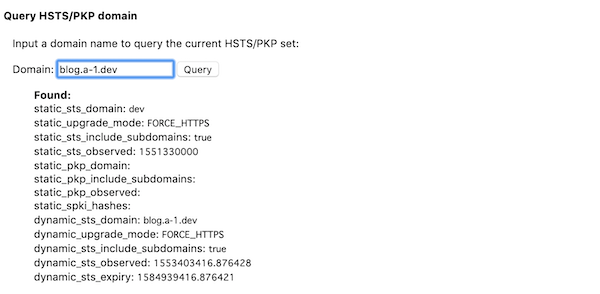 Query HSTS/PKP domain
Input a domain name to query the current HSTS/PKP set:
Domain: blog.a-1.dev Query
Found:
static_sts_domain: dev
static_upgrade_mode: FORCE_HTTPS
static_sts_include_subdomains: true
static_sts_observed: 1551330000
static_pkp_domain:
static_pkp_include_subdomains:
static_pkp_observed:
static_spki_hashes:
dynamic_sts_domain: blog.a-1.dev
dynamic_upgrade_mode: FORCE_HTTPS
dynamic_sts_include_subdomains: true
dynamic_sts_observed: 1553403416.876428
dynamic_sts_expiry: 1584939416.876421